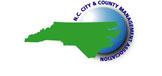 N.C. CITY & COUNTY MANAGEMENT ASSOCIATION